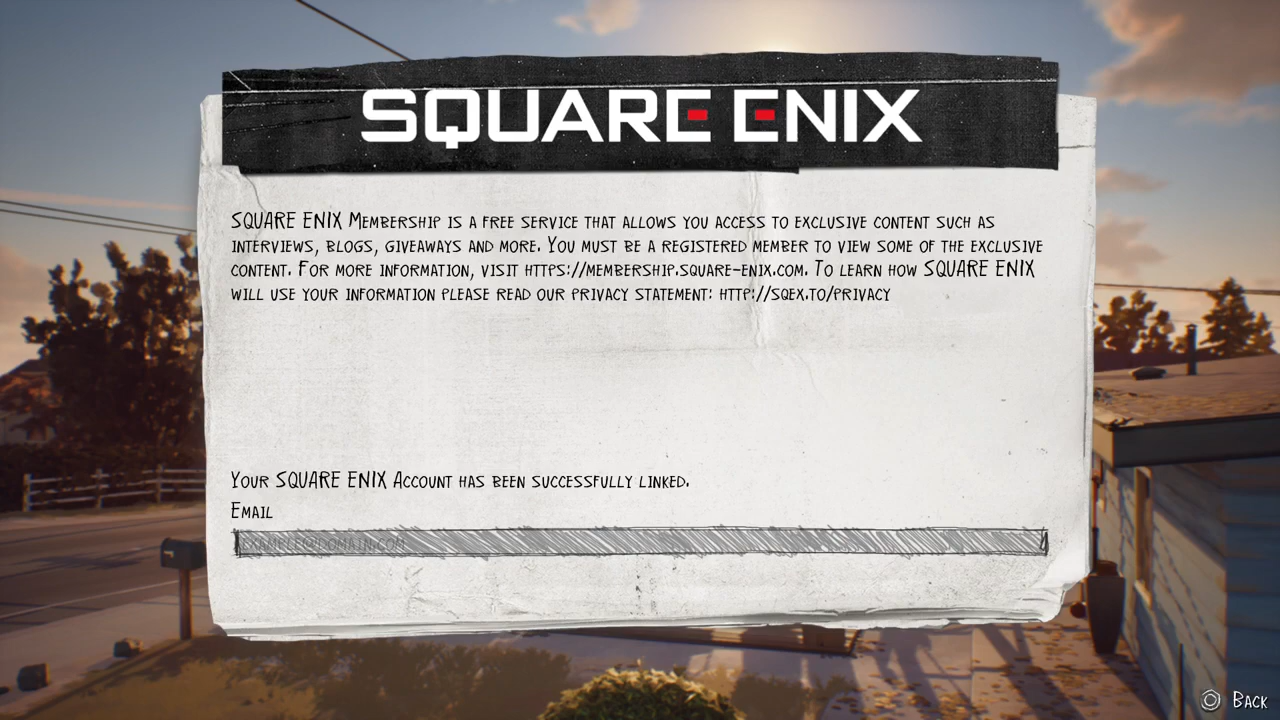 SQUARE ENIX
SQUARE ENIX Membership is a free service that allows you access to exclusive content such as
interviews, blogs, giveaways and more. You must be a registered member to view some of the exclusive
content. For more information, visit https://membership.square-enix.com. To learn how SQUARE ENIX
will use your information please read our privacy statement: http://sqex.to/privacy
Your SQUARE ENIX Account has been successfully linked.
Email
example@domain.com
Back